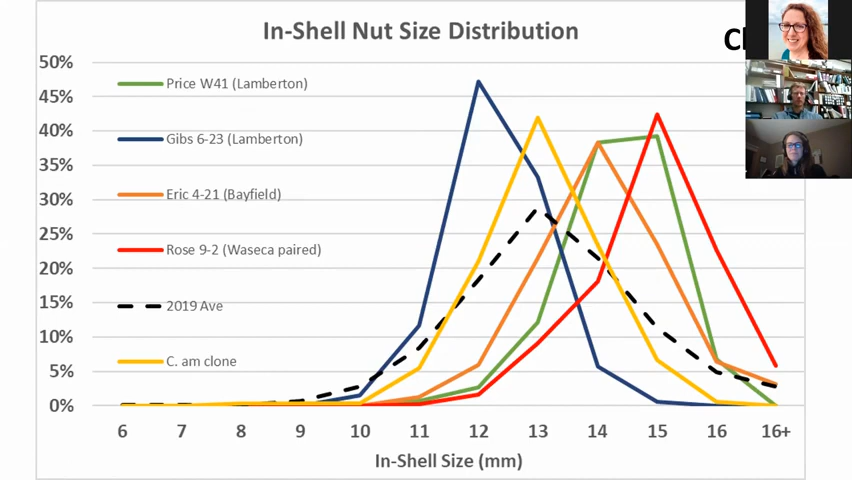 In-Shell Nut Size Distribution
50%
45%
40%
35%
30%
25%
20%
15%
10%
5%
0%
Price W41 (Lamberton)
Gibs 6-23 (Lamberton)
Eric 4-21 (Bayfield)
Rose 9-2 (Waseca paired)
2019 Ave
C. am clone
6 7 8 9 10 11 12 13 14 15 16 16+
In-Shell Size (mm)